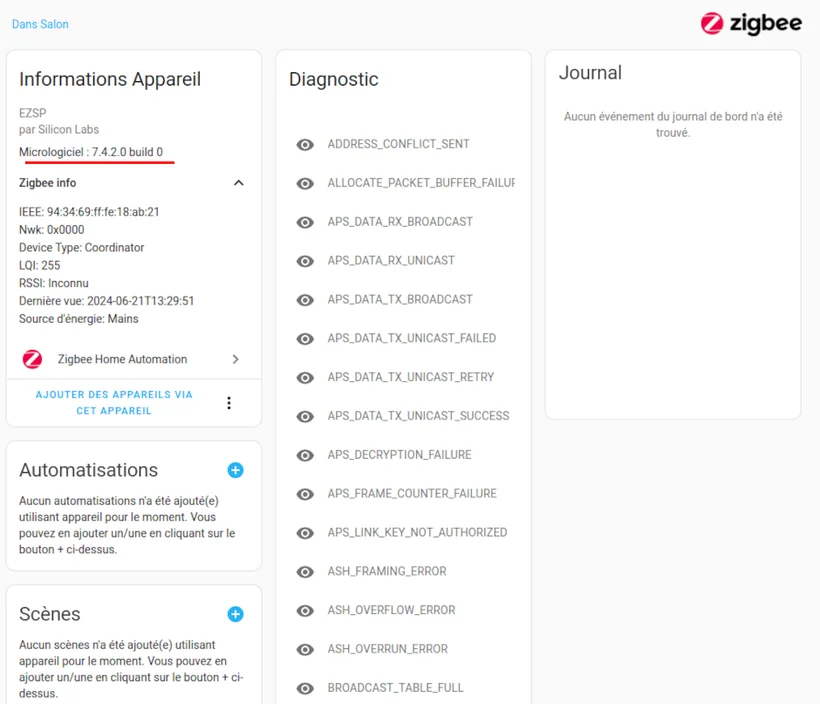 Dans Salon
zigbee
Informations Appareil
EZSP
par Silicon Labs
Micrologiciel : 7.4.2.0 build 0
Zigbee info
IEEE: 94:34:69:ff:fe:18:ab:21
Nwk: 0x0000
Device Type: Coordinator
LQI: 255
RSSI: Inconnu
Dernière vue: 2024-06-21T13:29:51
Source d'énergie: Mains
Zigbee Home Automation
AJOUTER DES APPAREILS VIA
CET APPAREIL
Automatisations
Aucun automatisations n'a été ajouté(e)
utilisant appareil pour le moment. Vous
pouvez en ajouter un/une en cliquant sur le
bouton + ci-dessus.
Scènes
Aucun scènes n'a été ajouté(e) utilisant
appareil pour le moment. Vous pouvez en
ajouter un/une en cliquant sur le bouton + ci-
dessus.
Diagnostic
ADDRESS_CONFLICT_SENT
ALLOCATE_PACKET_BUFFER_FAILUR
APS_DATA_RX_BROADCAST
APS_DATA_RX_UNICAST
APS_DATA_TX_BROADCAST
APS_DATA_TX_UNICAST_FAILED
APS_DATA_TX_UNICAST_RETRY
APS_DATA_TX_UNICAST_SUCCESS
APS_DECRYPTION_FAILURE
APS_FRAME_COUNTER_FAILURE
APS_LINK_KEY_NOT_AUTHORIZED
ASH_FRAMING_ERROR
ASH_OVERFLOW_ERROR
ASH_OVERRUN_ERROR
BROADCAST_TABLE_FULL
Journal
Aucun événement du journal de bord n'a été
trouvé.